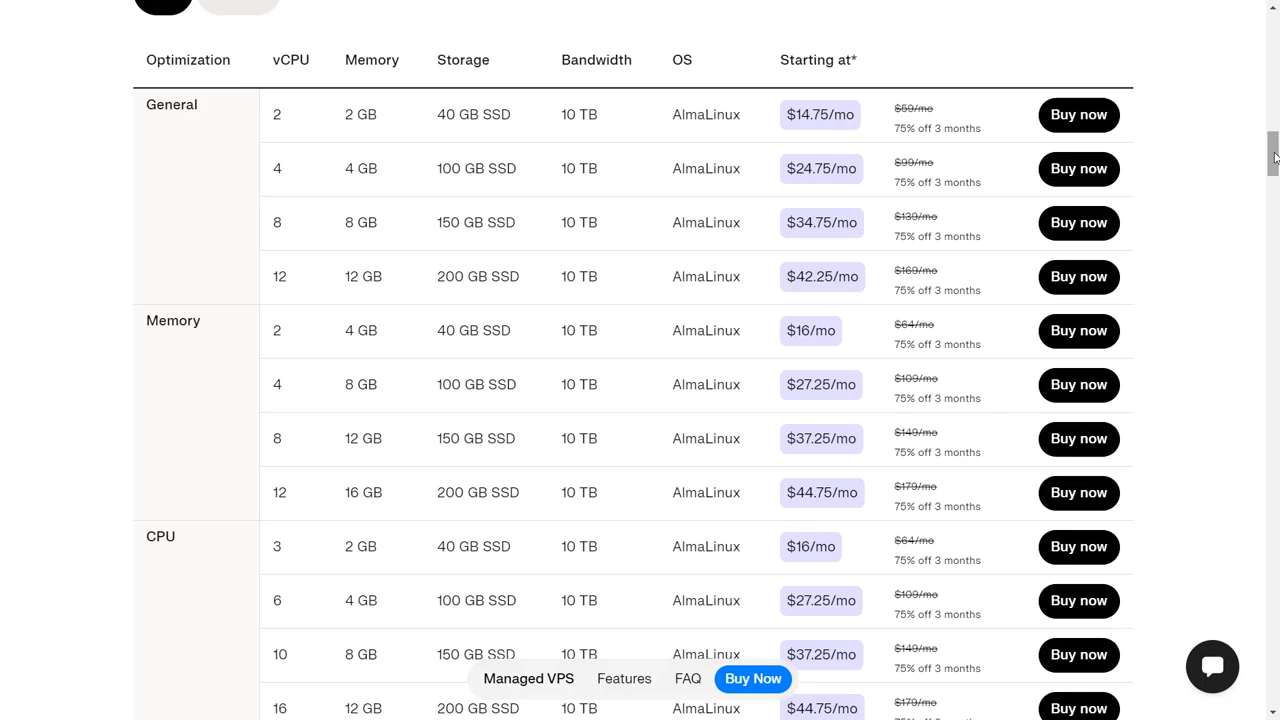 Optimization vCPU Memory Storage Bandwidth OS Starting at*
General 2 2 GB 40 GB SSD 10 TB AlmaLinux $14.75/mo $59/mo 75% off 3 months Buy now
4 4 GB 100 GB SSD 10 TB AlmaLinux $24.75/mo $99/mo 75% off 3 months Buy now
8 8 GB 150 GB SSD 10 TB AlmaLinux $34.75/mo $139/mo 75% off 3 months Buy now
12 12 GB 200 GB SSD 10 TB AlmaLinux $42.25/mo $169/mo 75% off 3 months Buy now
Memory 2 4 GB 40 GB SSD 10 TB AlmaLinux $16/mo $64/mo 75% off 3 months Buy now
4 8 GB 100 GB SSD 10 TB AlmaLinux $27.25/mo $109/mo 75% off 3 months Buy now
8 12 GB 150 GB SSD 10 TB AlmaLinux $37.25/mo $149/mo 75% off 3 months Buy now
12 16 GB 200 GB SSD 10 TB AlmaLinux $44.75/mo $179/mo 75% off 3 months Buy now
CPU 3 2 GB 40 GB SSD 10 TB AlmaLinux $16/mo $64/mo 75% off 3 months Buy now
6 4 GB 100 GB SSD 10 TB AlmaLinux $27.25/mo $109/mo 75% off 3 months Buy now
10 8 GB 150 GB SSD 10 TB AlmaLinux $37.25/mo $149/mo 75% off 3 months Buy now
Managed VPS Features FAQ Buy Now
16 12 GB 200 GB SSD 10 TB AlmaLinux $44.75/mo $179/mo Buy now